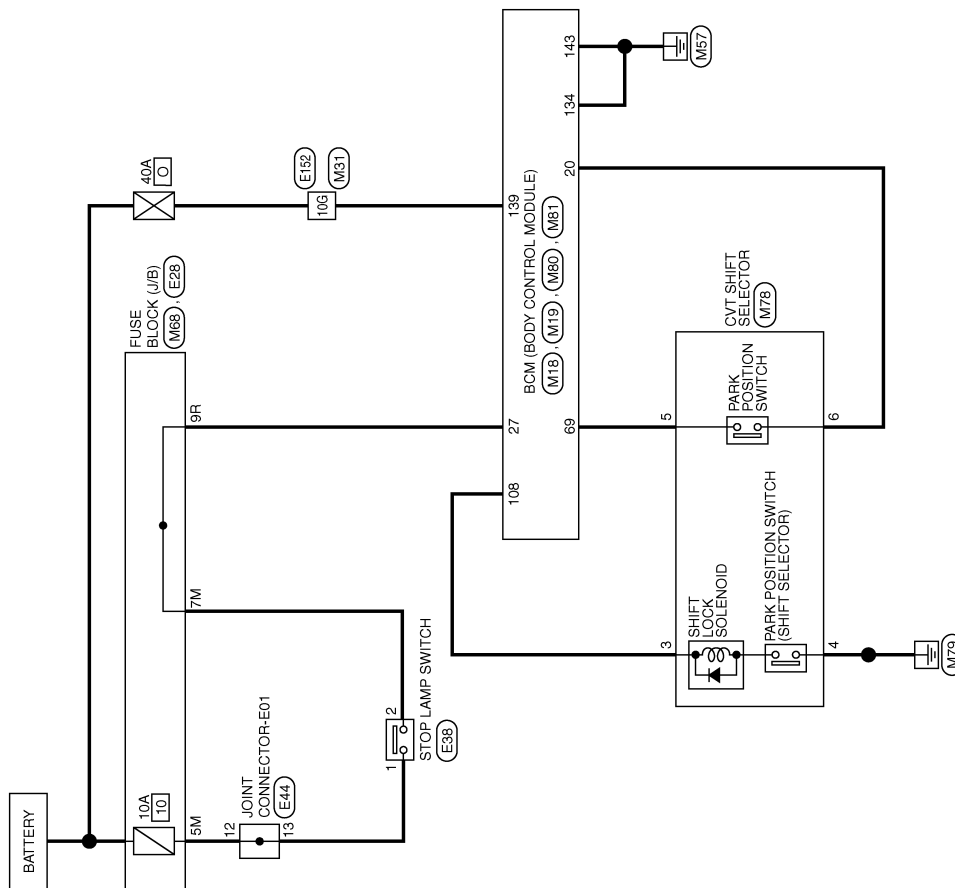 BATTERY
10A
10
5M
12
JOINT
CONNECTOR-E01
E44
13
1
2
STOP LAMP SWITCH
E38
7M
9R
FUSE
BLOCK (J/B)
M68 , E28
40A
O
E152
M31
10G
139
27
108
BCM (BODY CONTROL MODULE)
M18 , M19 , M80 , M81
143
134
20
69
M57
CVT SHIFT
SELECTOR
M78
5
PARK
POSITION
SWITCH
6
3
SHIFT
LOCK
SOLENOID
PARK POSITION SWITCH
(SHIFT SELECTOR)
4
M79